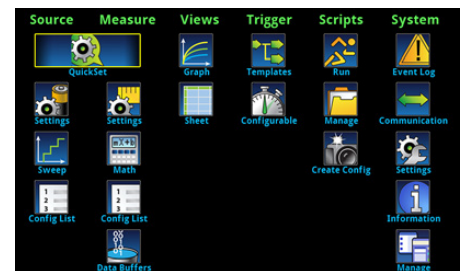 Source Measure Views Trigger Scripts System
QuickSet Graph Templates Run Event Log
Settings Settings Sheet Configurable Manage Communication
Sweep Math Create Config Settings
Config List Config List Information
Data Buffers Manage